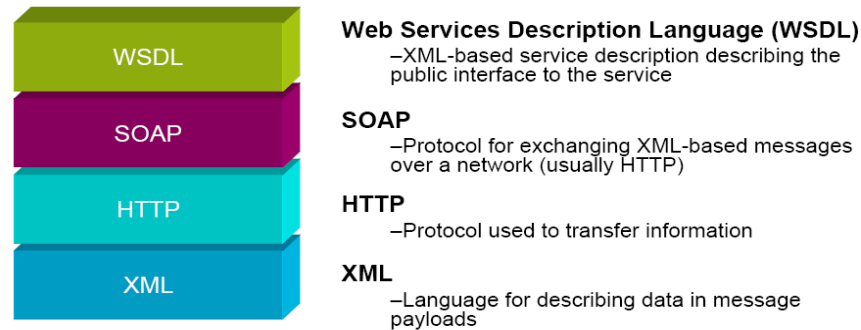 WSDL
Web Services Description Language (WSDL)
–XML-based service description describing the
public interface to the service
SOAP
SOAP
–Protocol for exchanging XML-based messages
over a network (usually HTTP)
HTTP
HTTP
–Protocol used to transfer information
XML
XML
–Language for describing data in message
payloads